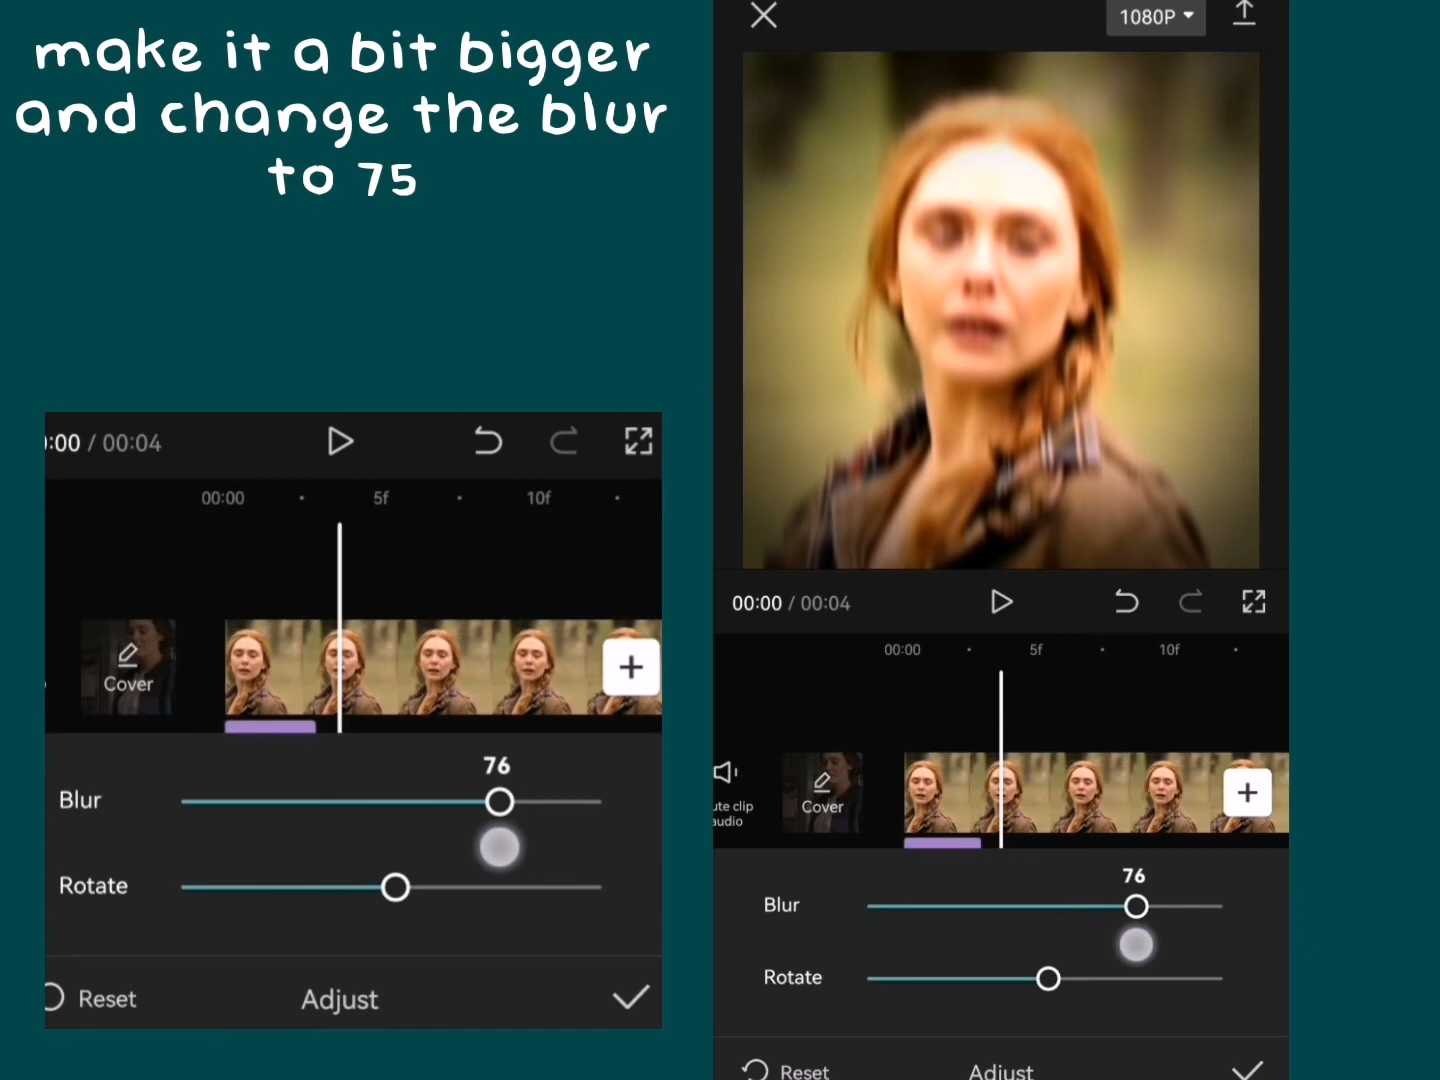 make it a bit bigger
and change the blur
to 75
1080P
:00 / 00:04
00:00 5f 10f
Cover
76
Blur
Rotate
Reset Adjust
00:00 / 00:04
00:00 5f 10f
ute clip
audio
Cover
76
Blur
Rotate
Reset Adjust